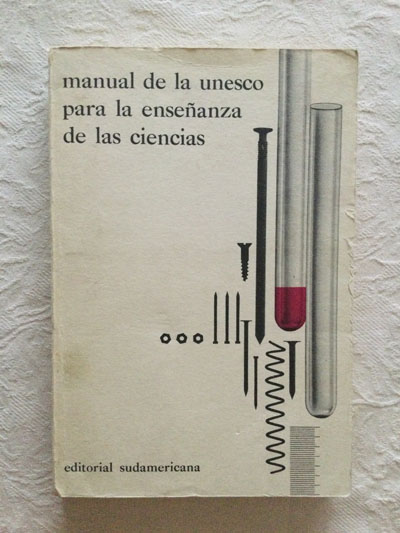 manual de la unesco
para la enseñanza
de las ciencias
editorial sudamericana